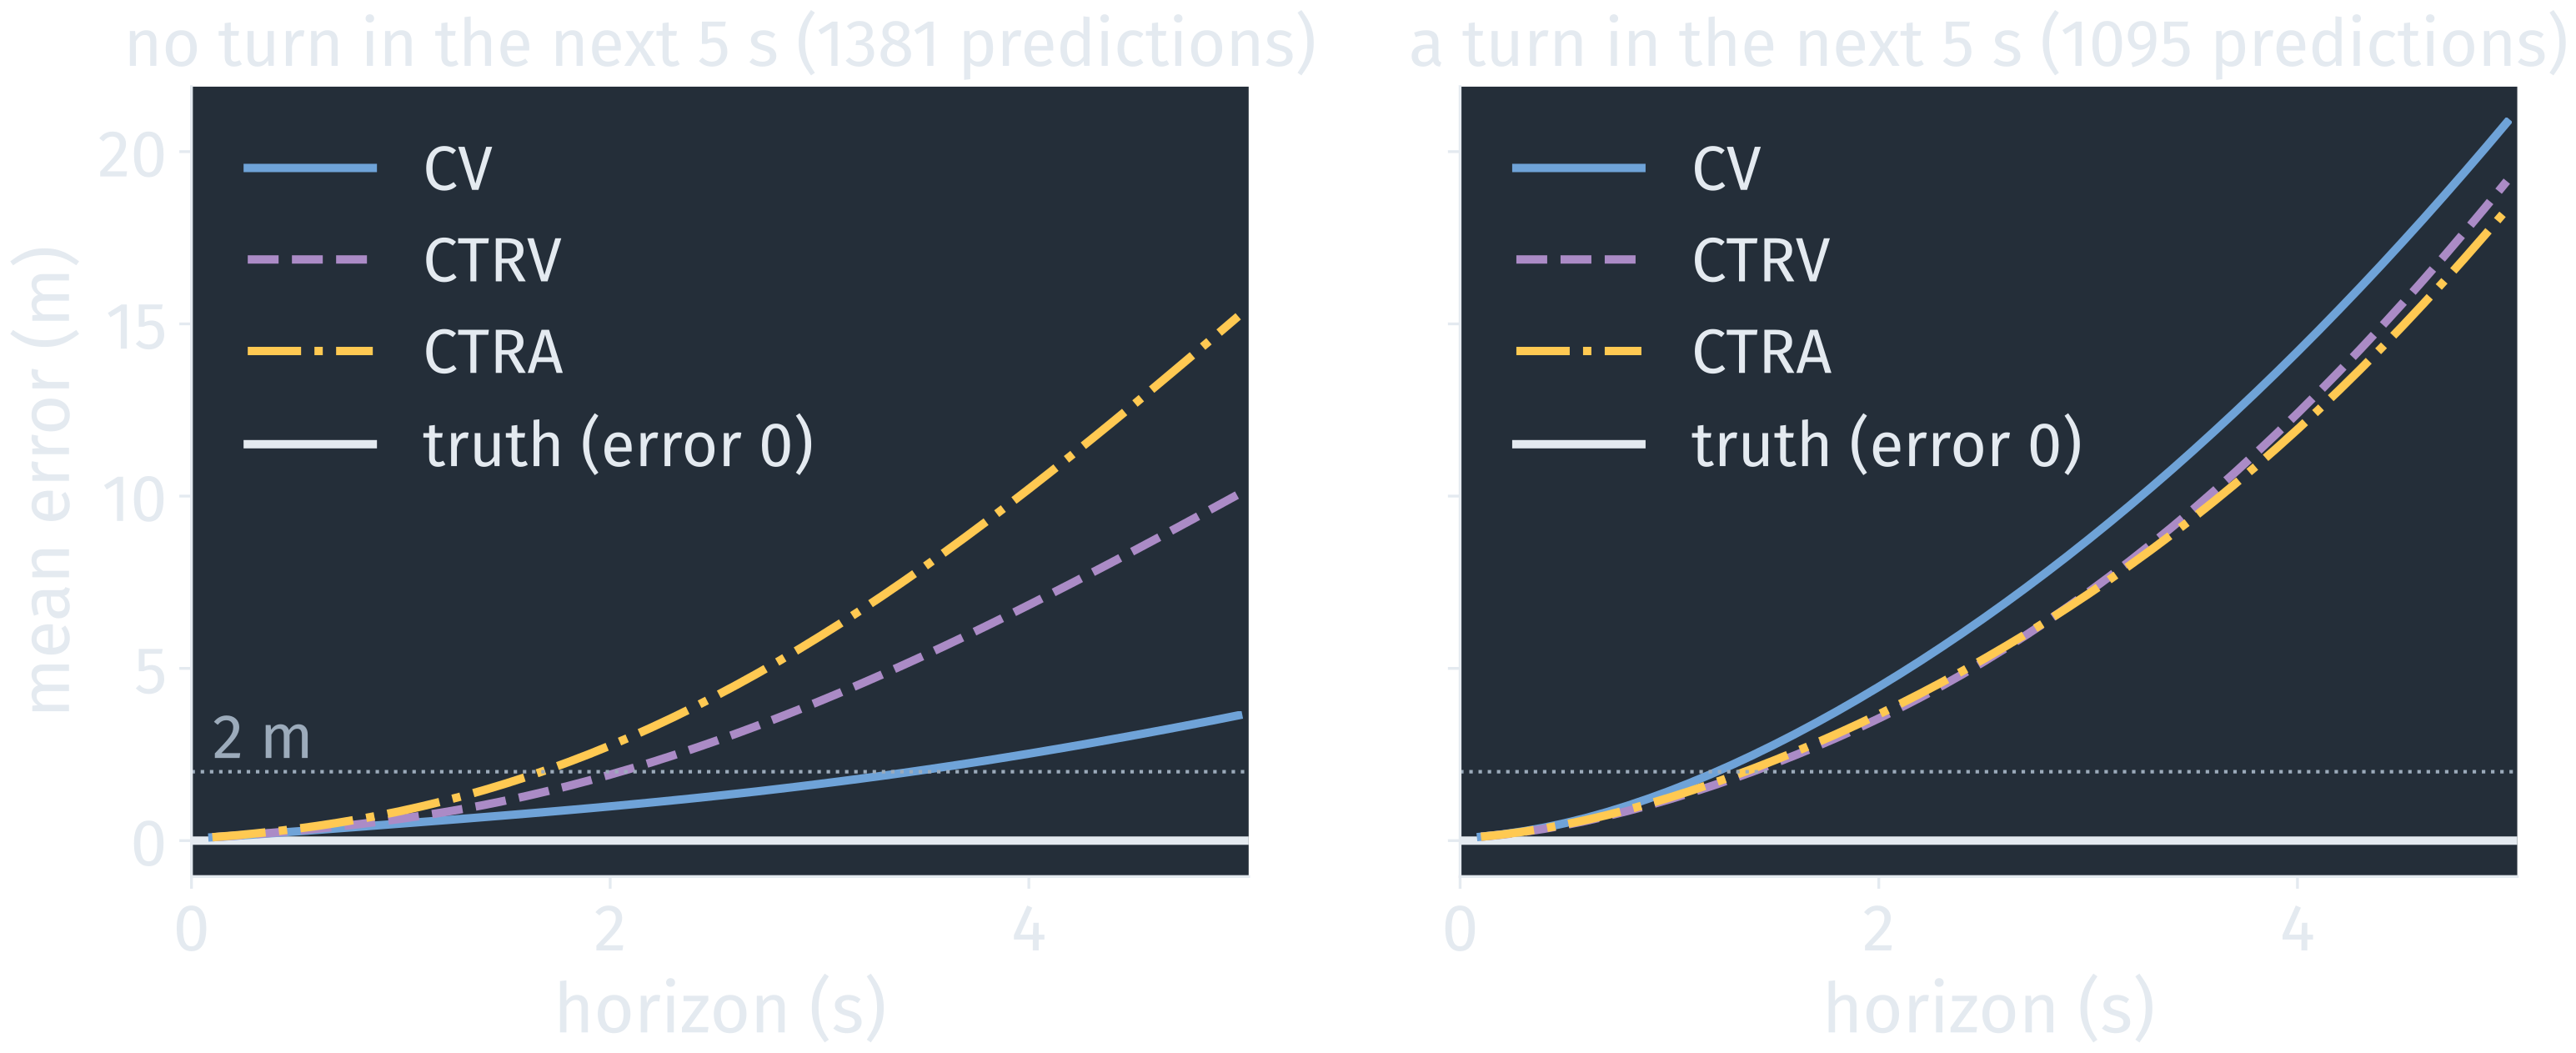 no turn in the next 5 s (1381 predictions)
mean error (m)
20
15
10
5
0
CV
CTRV
CTRA
truth (error 0)
2 m
0
2
4
horizon (s)
a turn in the next 5 s (1095 predictions)
CV
CTRV
CTRA
truth (error 0)
0
2
4
horizon (s)